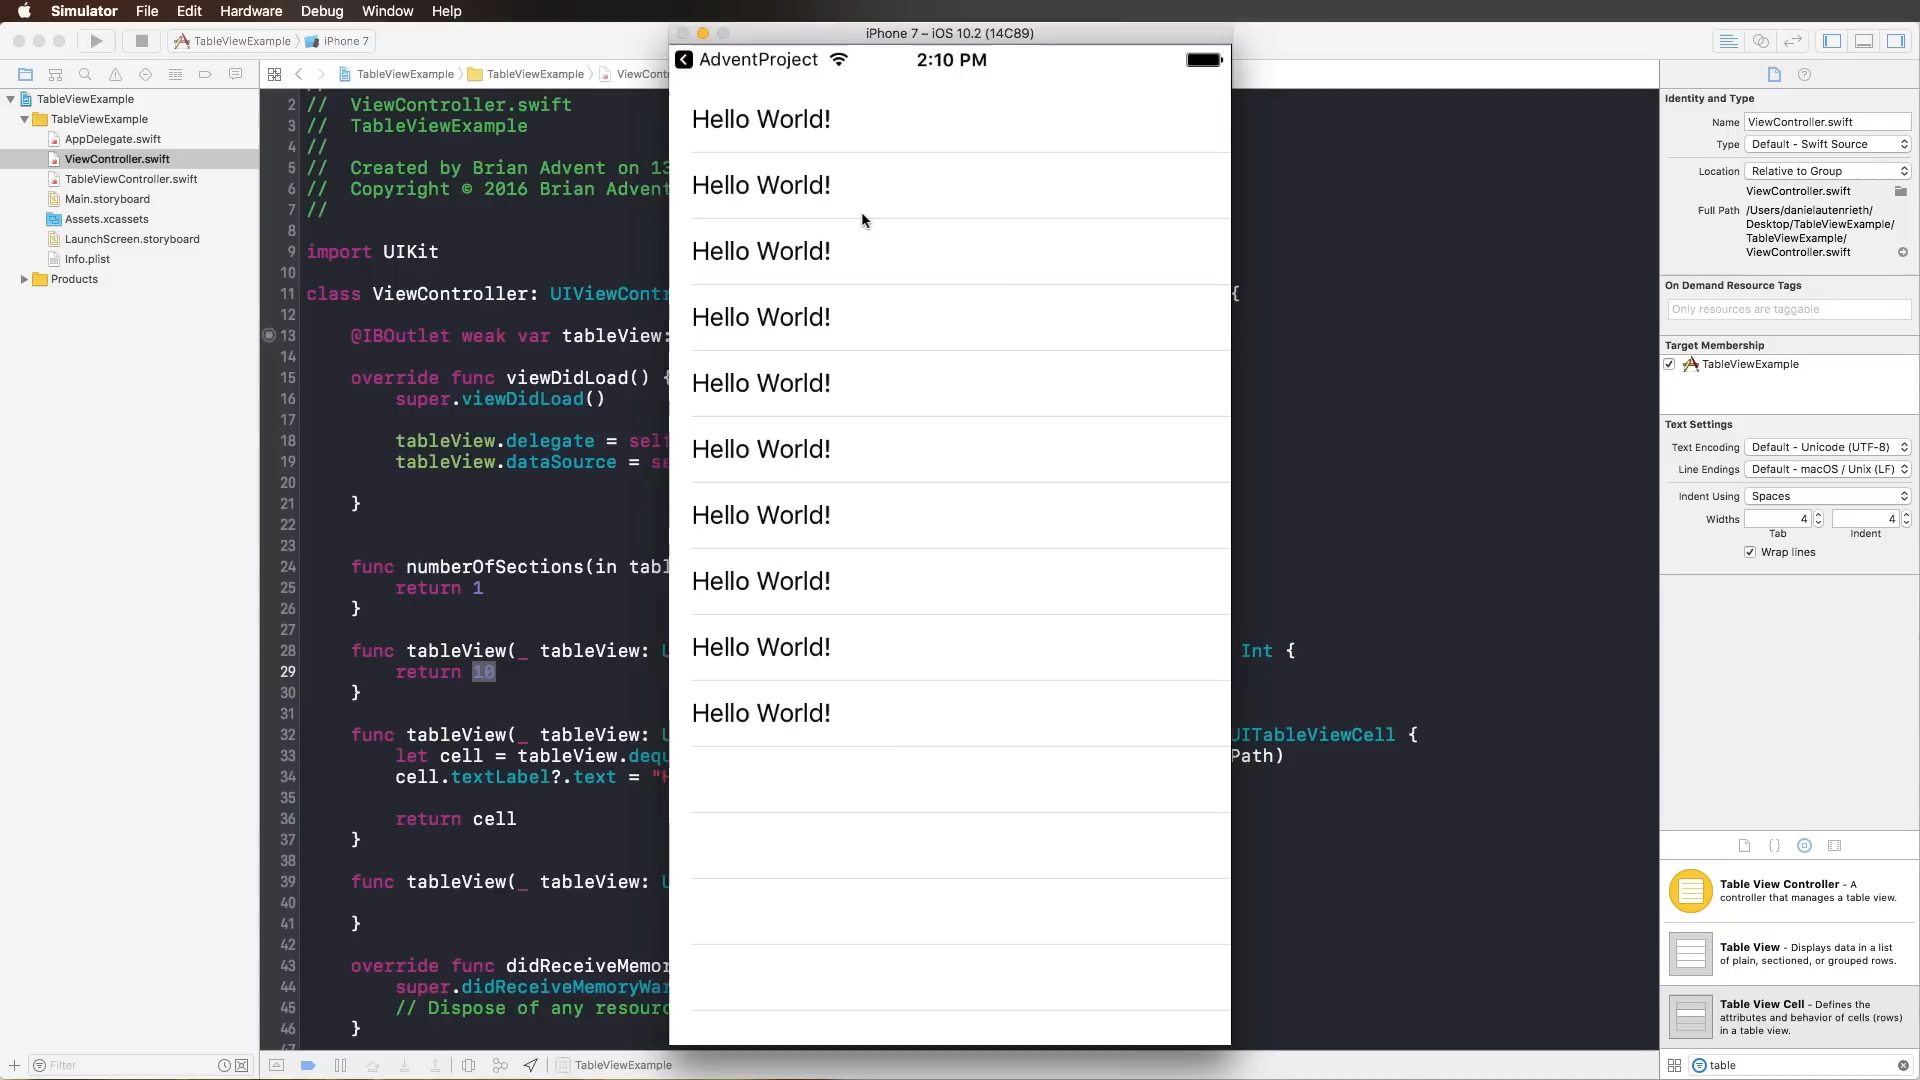 Simulator File Edit Hardware Debug Window Help
TableViewExample iPhone 7
iPhone 7 – iOS 10.2 (14C89)
TableViewExample TableViewExample ViewCont
AdventProject 2:10 PM
TableViewExample
TableViewExample
AppDelegate.swift
ViewController.swift
TableViewController.swift
Main.storyboard
Assets.xcassets
LaunchScreen.storyboard
Info.plist
Products
Filter
2 // ViewController.swift
3 // TableViewExample
4 //
5 // Created by Brian Advent on 13
6 // Copyright © 2016 Brian Advent
7 //
8
9 import UIKit
10
11 class ViewController: UIViewContr {
12
13 @IBOutlet weak var tableView:
14
15 override func viewDidLoad() {
16 super.viewDidLoad()
17
18 tableView.delegate = self
19 tableView.dataSource = se
20
21 }
22
23
24 func numberOfSections(in tabl
25 return 1
26 }
27
28 func tableView(_ tableView: U Int {
29 return 10
30 }
31
32 func tableView(_ tableView: U UITableViewCell {
33 let cell = tableView.dequ Path)
34 cell.textLabel?.text = "H
35
36 return cell
37 }
38
39 func tableView(_ tableView: U
40
41 }
42
43 override func didReceiveMemor
44 super.didReceiveMemoryWar
45 // Dispose of any resourc
46 }
47
Hello World!
Hello World!
Hello World!
Hello World!
Hello World!
Hello World!
Hello World!
Hello World!
Hello World!
Hello World!
TableViewExample
Identity and Type
Name ViewController.swift
Type Default - Swift Source
Location Relative to Group
ViewController.swift
Full Path /Users/danielautenrieth/
Desktop/TableViewExample/
TableViewExample/
ViewController.swift
On Demand Resource Tags
Only resources are taggable
Target Membership
TableViewExample
Text Settings
Text Encoding Default - Unicode (UTF-8)
Line Endings Default - macOS / Unix (LF)
Indent Using Spaces
Widths 4 4
Tab Indent
Wrap lines
Table View Controller - A
controller that manages a table view.
Table View - Displays data in a list
of plain, sectioned, or grouped rows.
Table View Cell - Defines the
attributes and behavior of cells (rows)
in a table view.
table